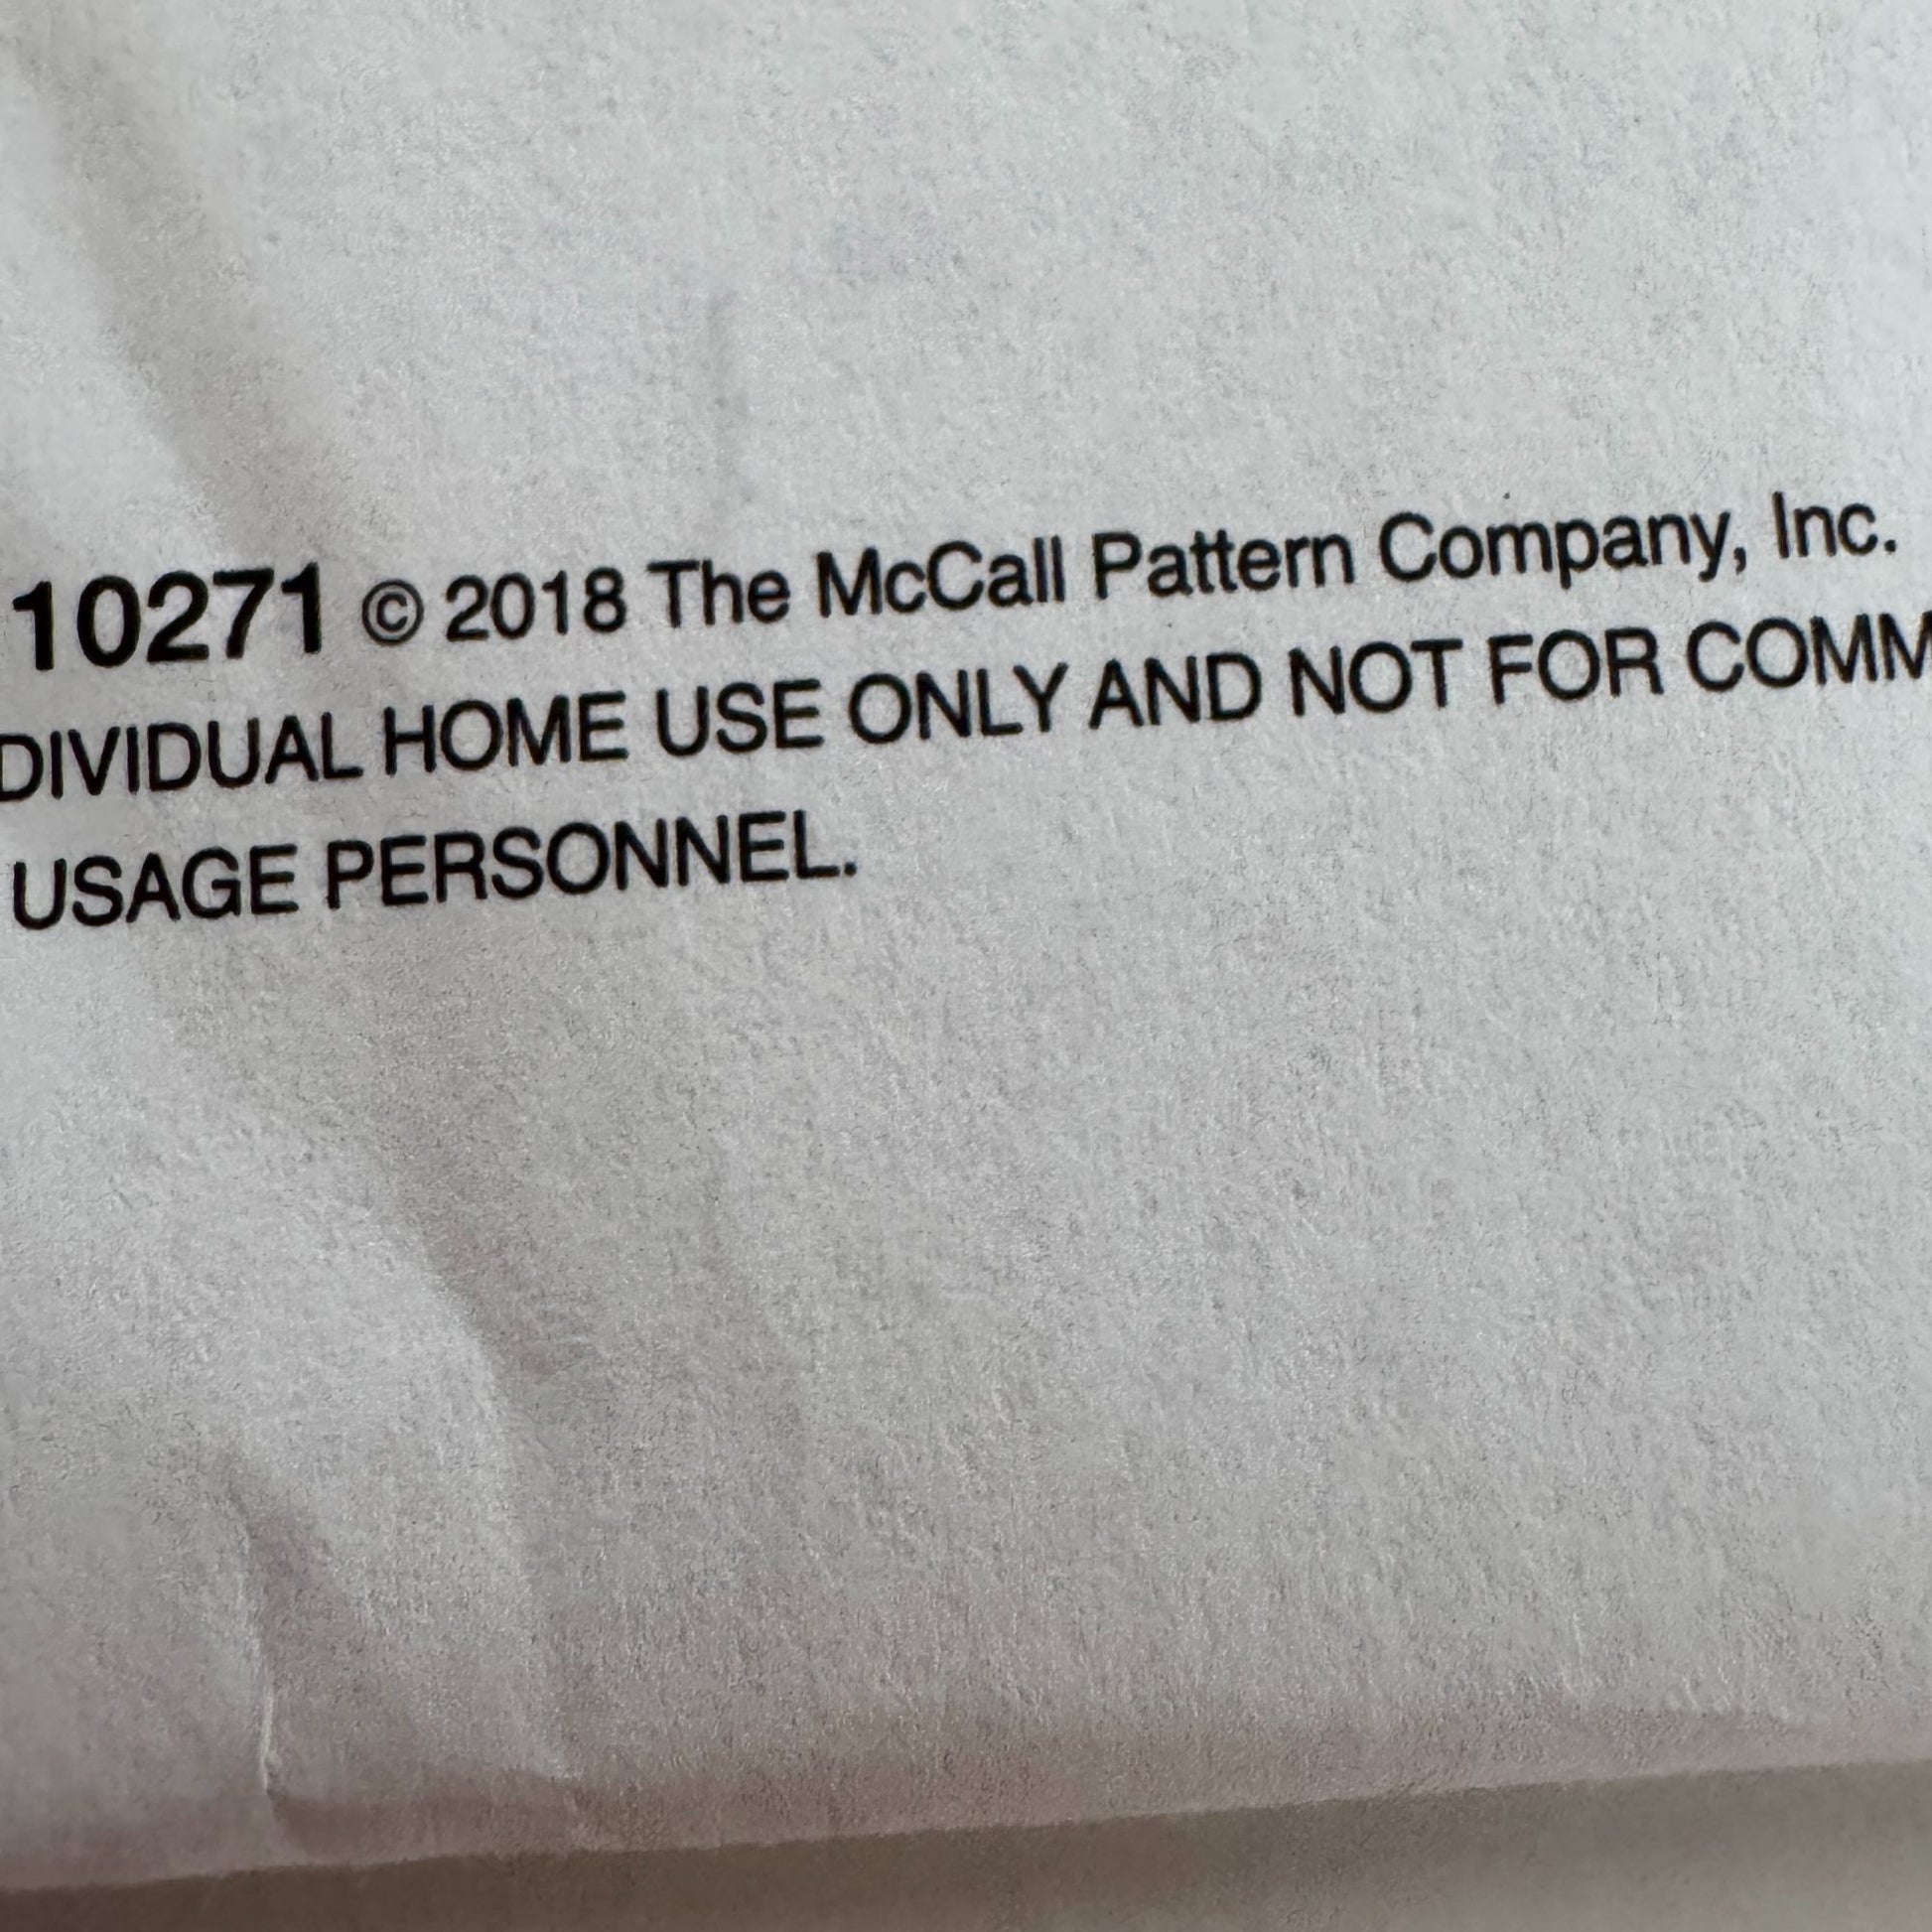 10271 © 2018 The McCall Pattern Company, Inc.
DIVIDUAL HOME USE ONLY AND NOT FOR COMM
USAGE PERSONNEL.